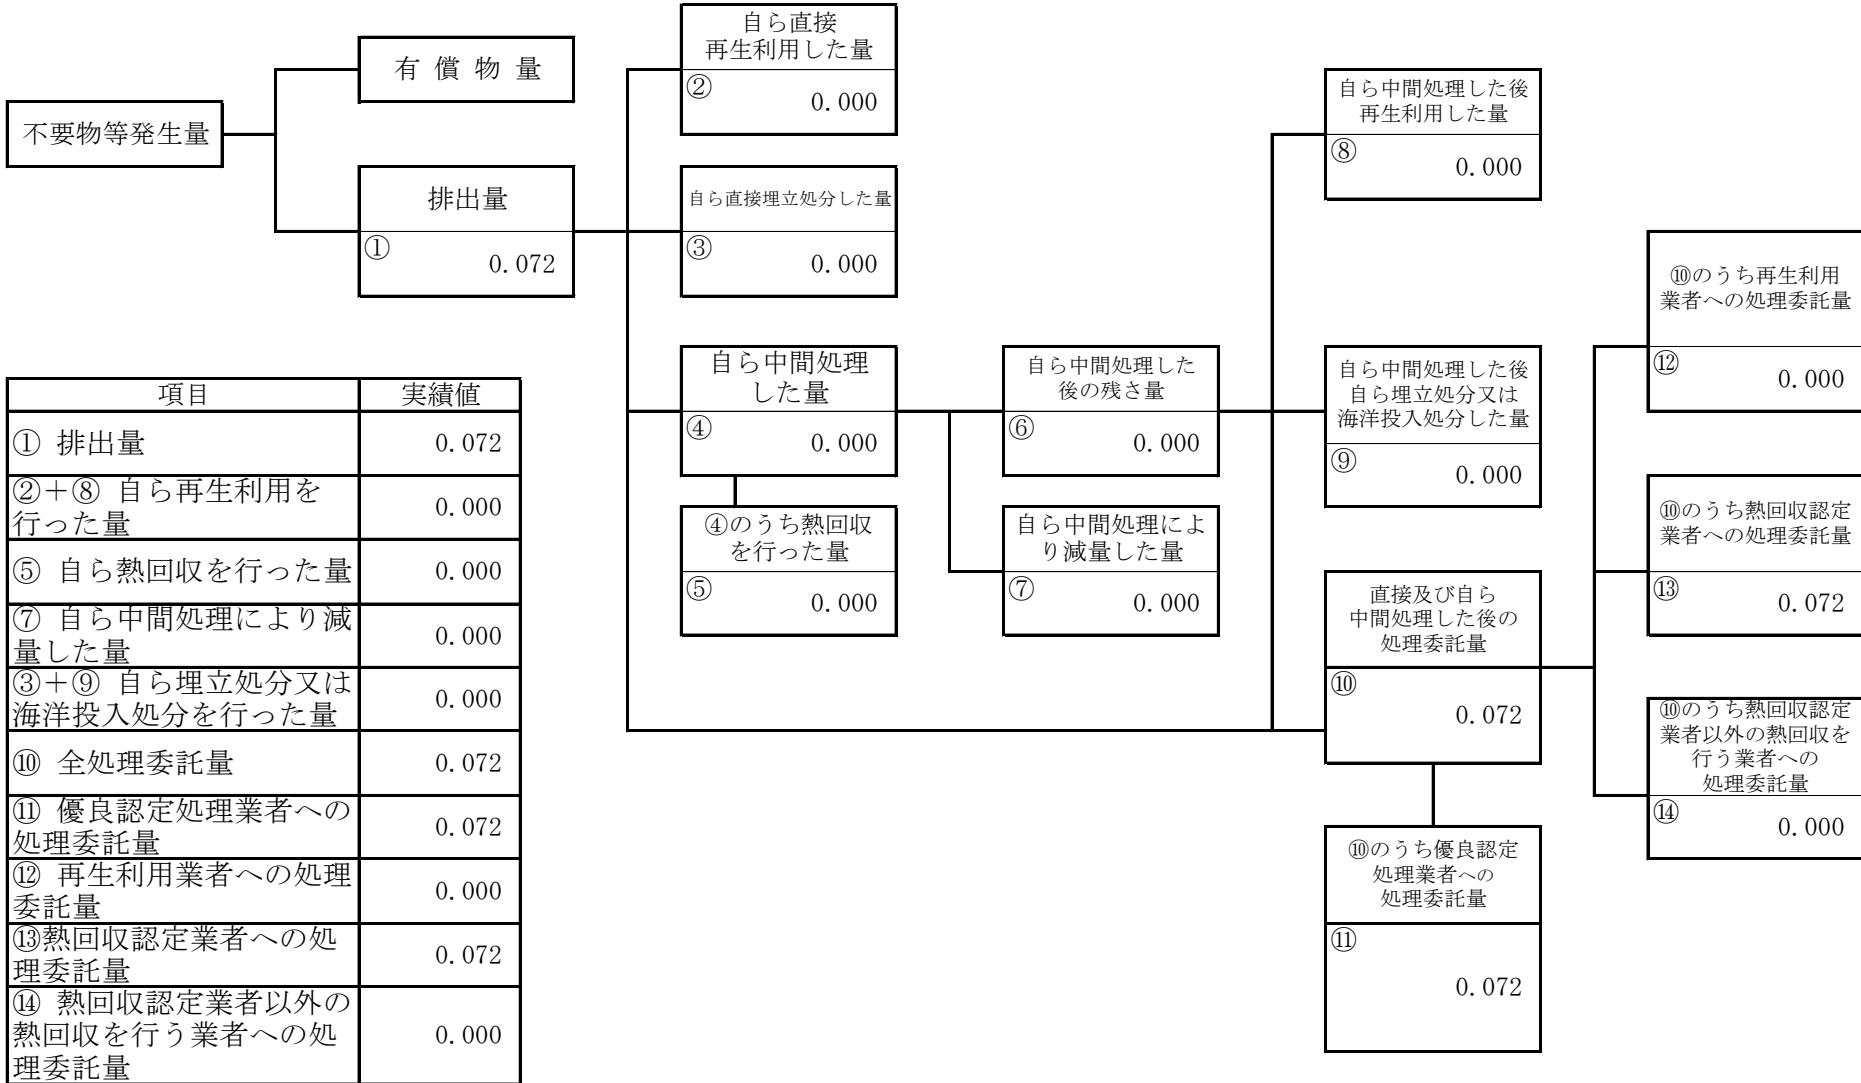 不要物等発生量
有 償 物 量
排出量
①
0.072
自ら直接
再生利用した量
②
0.000
自ら直接埋立処分した量
③
0.000
自ら中間処理
した量
④
0.000
④のうち熱回収
を行った量
⑤
0.000
自ら中間処理した
後の残さ量
⑥
0.000
自ら中間処理によ
り減量した量
⑦
0.000
自ら中間処理した後
再生利用した量
⑧
0.000
自ら中間処理した後
自ら埋立処分又は
海洋投入処分した量
⑨
0.000
直接及び自ら
中間処理した後の
処理委託量
⑩
0.072
⑩のうち優良認定
処理業者への
処理委託量
⑪
0.072
⑩のうち再生利用
業者への処理委託量
⑫
0.000
⑩のうち熱回収認定
業者への処理委託量
⑬
0.072
⑩のうち熱回収認定
業者以外の熱回収を
行う業者への
処理委託量
⑭
0.000
項目 実績値
① 排出量 0.072
②＋⑧ 自ら再生利用を
行った量 0.000
⑤ 自ら熱回収を行った量 0.000
⑦ 自ら中間処理により減
量した量 0.000
③＋⑨ 自ら埋立処分又は
海洋投入処分を行った量 0.000
⑩ 全処理委託量 0.072
⑪ 優良認定処理業者への
処理委託量 0.072
⑫ 再生利用業者への処理
委託量 0.000
⑬熱回収認定業者への処
理委託量 0.072
⑭ 熱回収認定業者以外の
熱回収を行う業者への処
理委託量 0.000